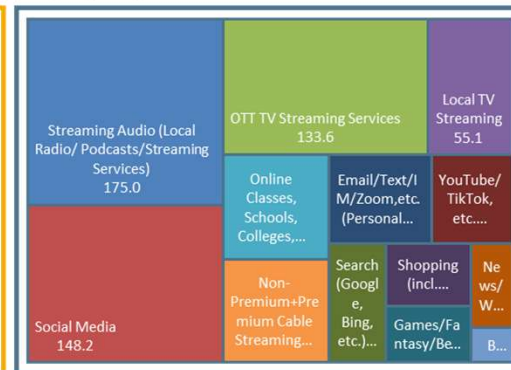 Streaming Audio (Local
Radio/ Podcasts/Streaming
Services)
175.0
OTT TV Streaming Services
133.6
Local TV
Streaming
55.1
Online
Classes,
Schools,
Colleges,...
Email/Text/I
M/Zoom,etc.
(Personal...
YouTube/
TikTok,
etc....
Social Media
148.2
Non-
Premium+Pre
mium Cable
Streaming...
Search
(Googl
e,
Bing,
etc.)...
Shopping
(incl....
Games/Fa
ntasy/Be...
Ne
ws/
W...
B...